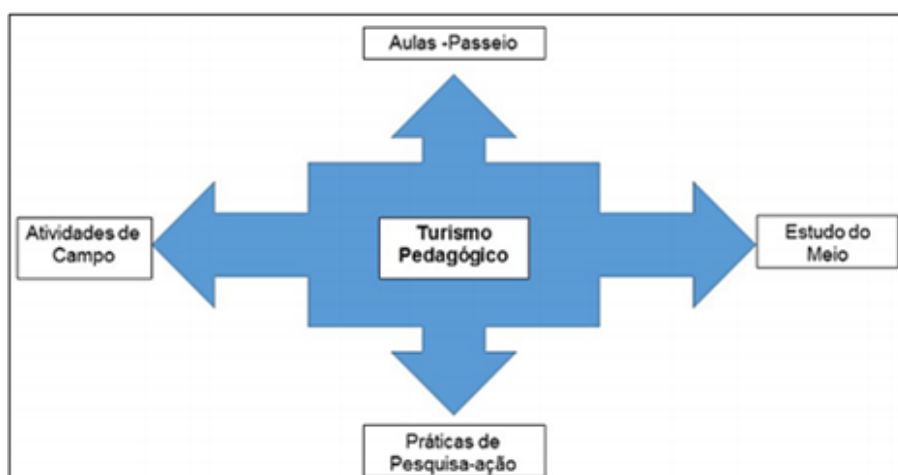 Aulas -Passeio
Atividades de
Campo
Turismo
Pedagógico
Estudo do
Meio
Práticas de
Pesquisa-ação